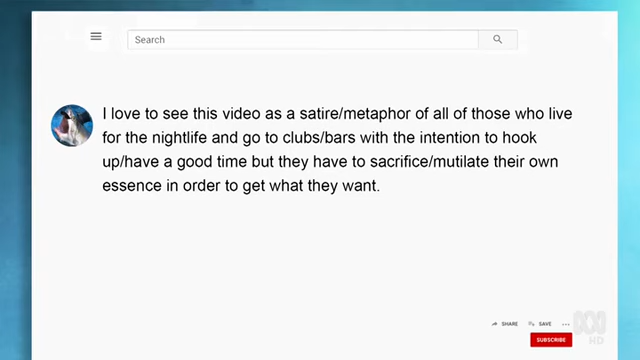 Search
I love to see this video as a satire/metaphor of all of those who live
for the nightlife and go to clubs/bars with the intention to hook
up/have a good time but they have to sacrifice/mutilate their own
essence in order to get what they want.
SHARE SAVE ...
SUBSCRIBE
HD